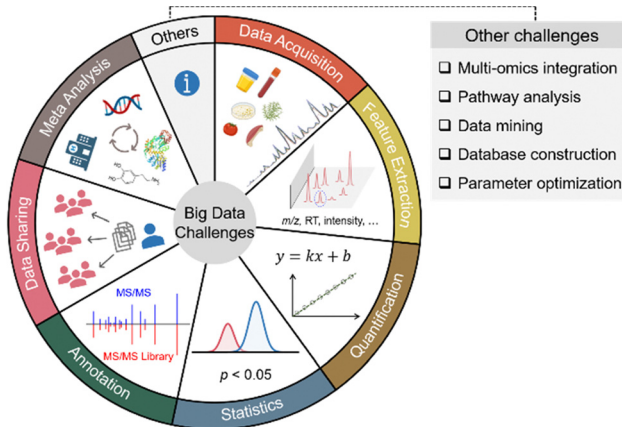 Others
Data Acquisition
Feature Extraction
m/z, RT, intensity, ...
Quantification
y = kx + b
Statistics
p < 0.05
Annotation
MS/MS
MS/MS Library
Data Sharing
Meta Analysis
Big Data
Challenges
Other challenges
❑ Multi-omics integration
❑ Pathway analysis
❑ Data mining
❑ Database construction
❑ Parameter optimization